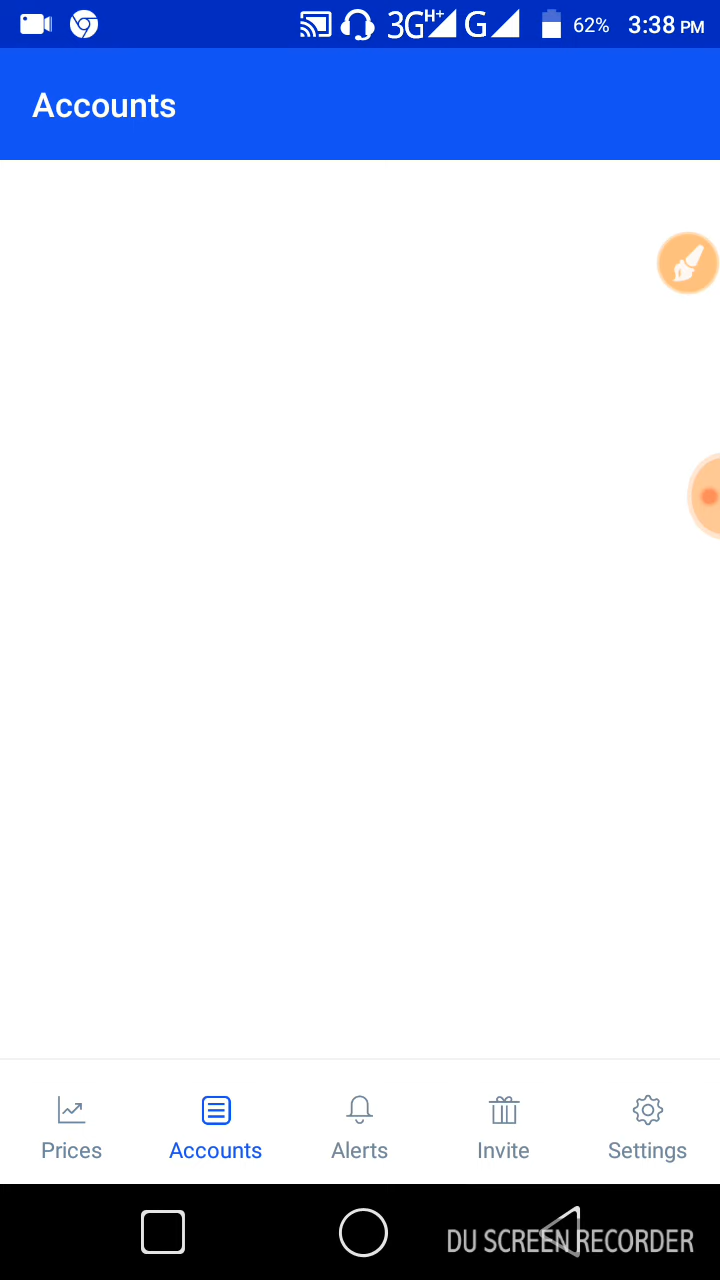 3G H+ G 62% 3:38 PM
Accounts
Prices Accounts Alerts Invite Settings
DU SCREEN RECORDER